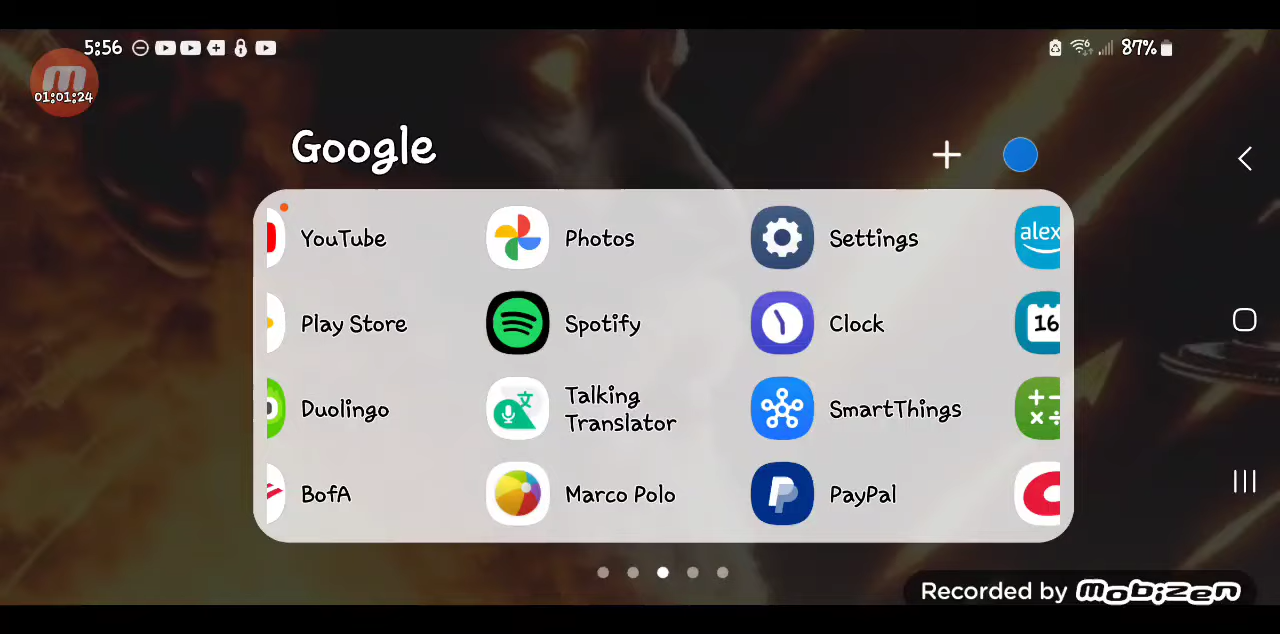 5:56
87%
01:01:24
Google
YouTube
Photos
Settings
alex
Play Store
Spotify
Clock
16
Duolingo
Talking
Translator
SmartThings
BofA
Marco Polo
PayPal
Recorded by mobizen